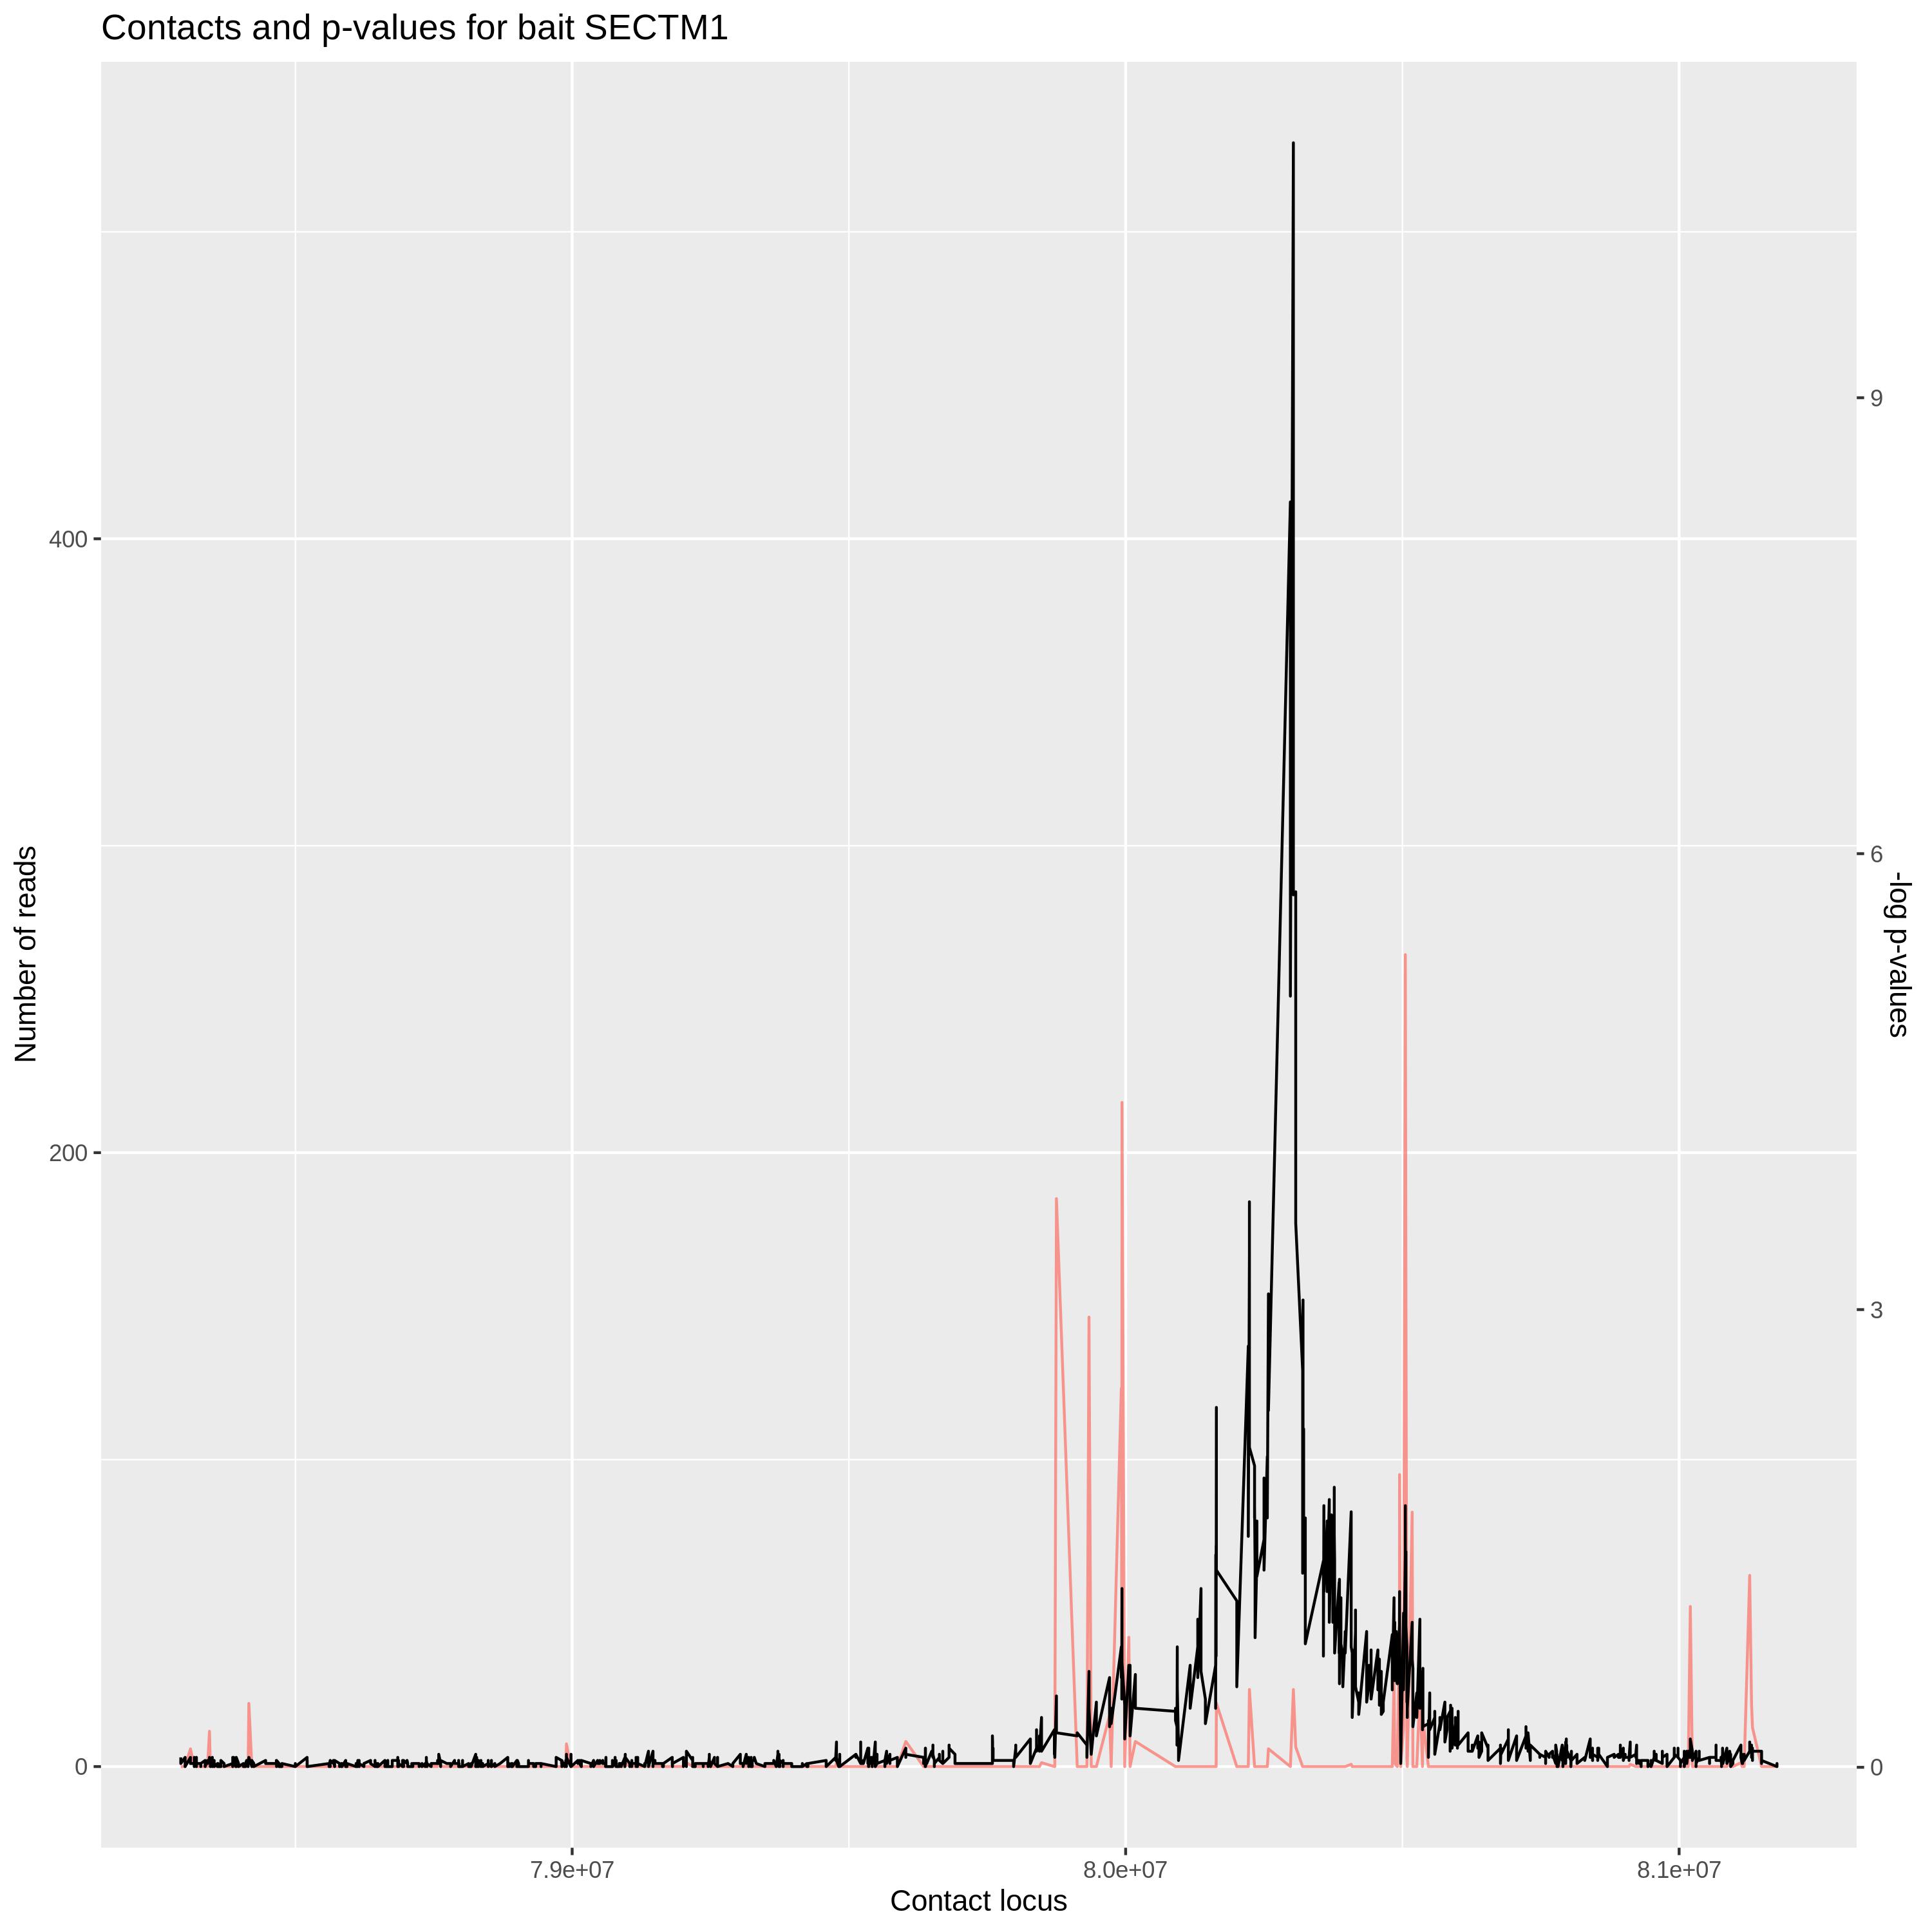 Contacts and p-values for bait SECTM1
400
200
0
Number of reads
9
6
3
0
-log p-values
7.9e+07
8.0e+07
8.1e+07
Contact locus